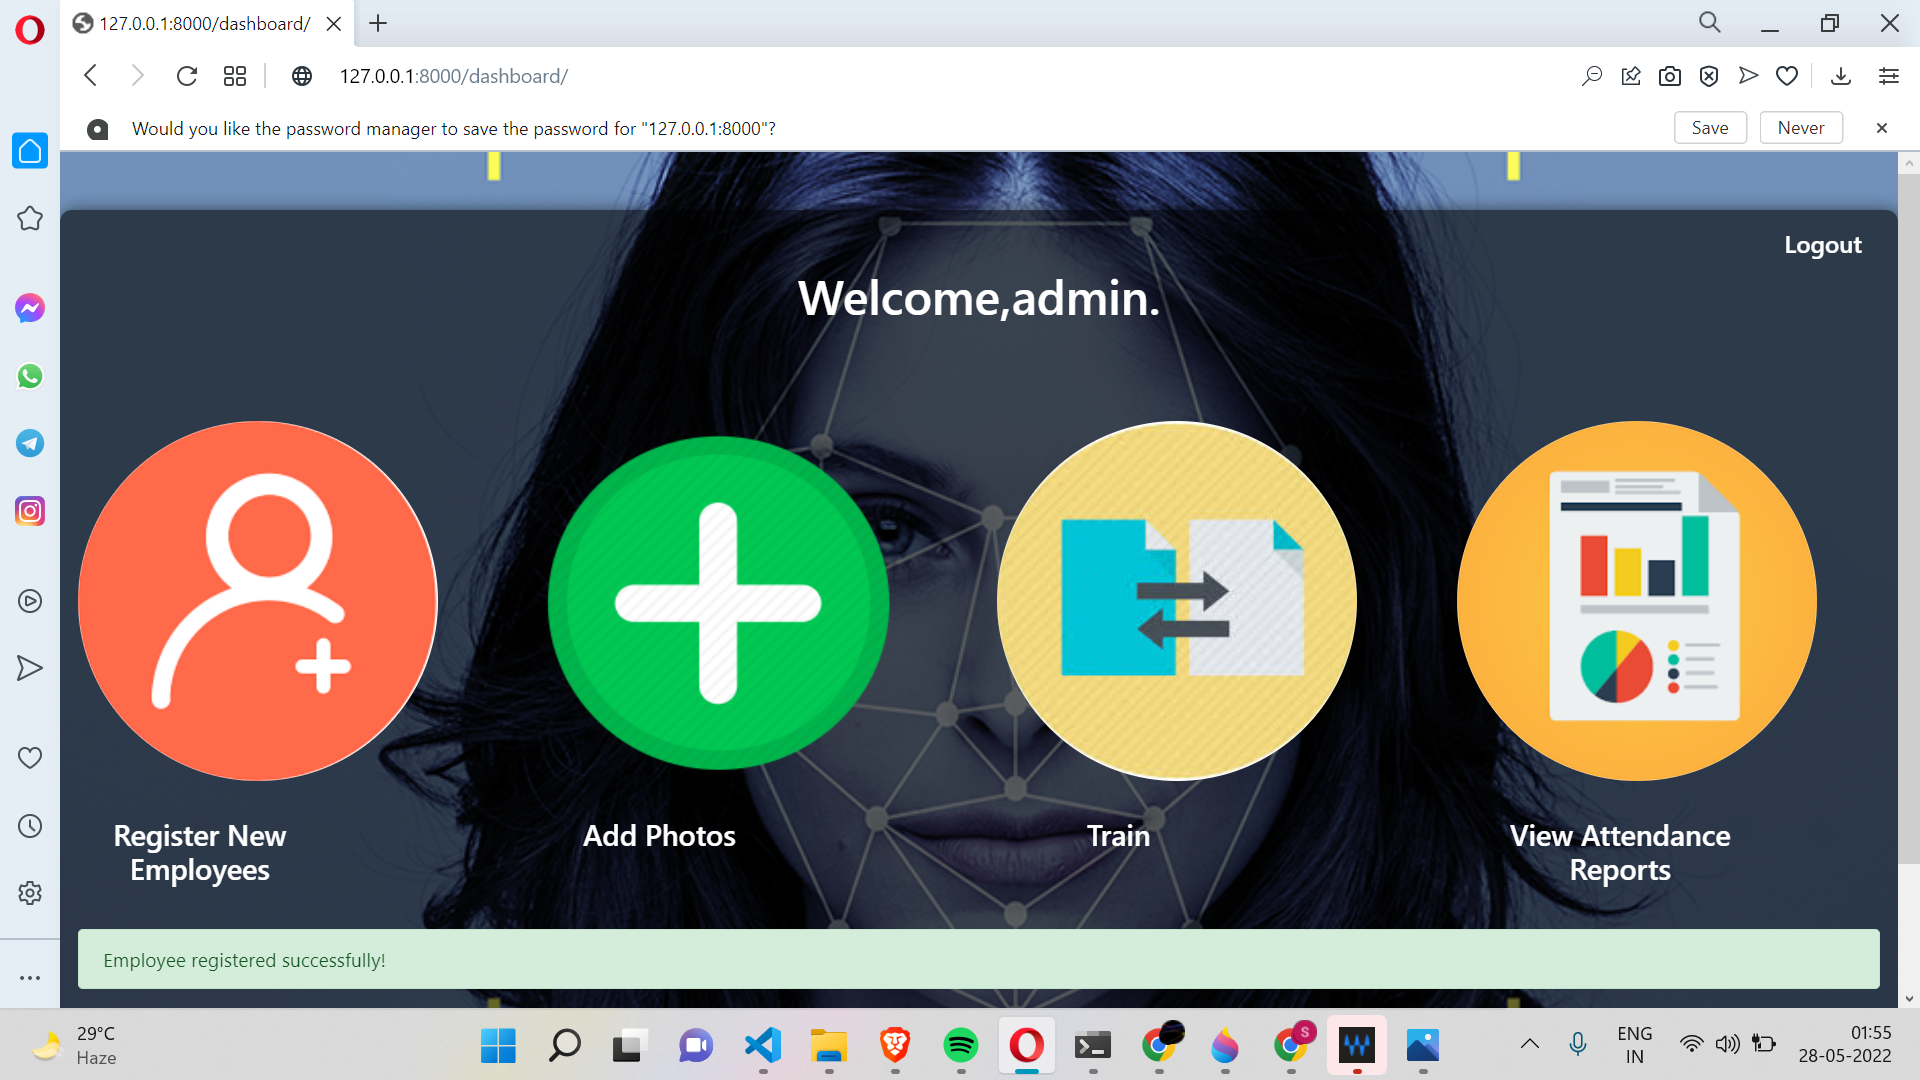 127.0.0.1:8000/dashboard/
127.0.0.1:8000/dashboard/
Would you like the password manager to save the password for "127.0.0.1:8000"?
Save
Never
Logout
Welcome,admin.
Register New
Employees
Add Photos
Train
View Attendance
Reports
Employee registered successfully!
29°C
Haze
S
ENG
IN
01:55
28-05-2022